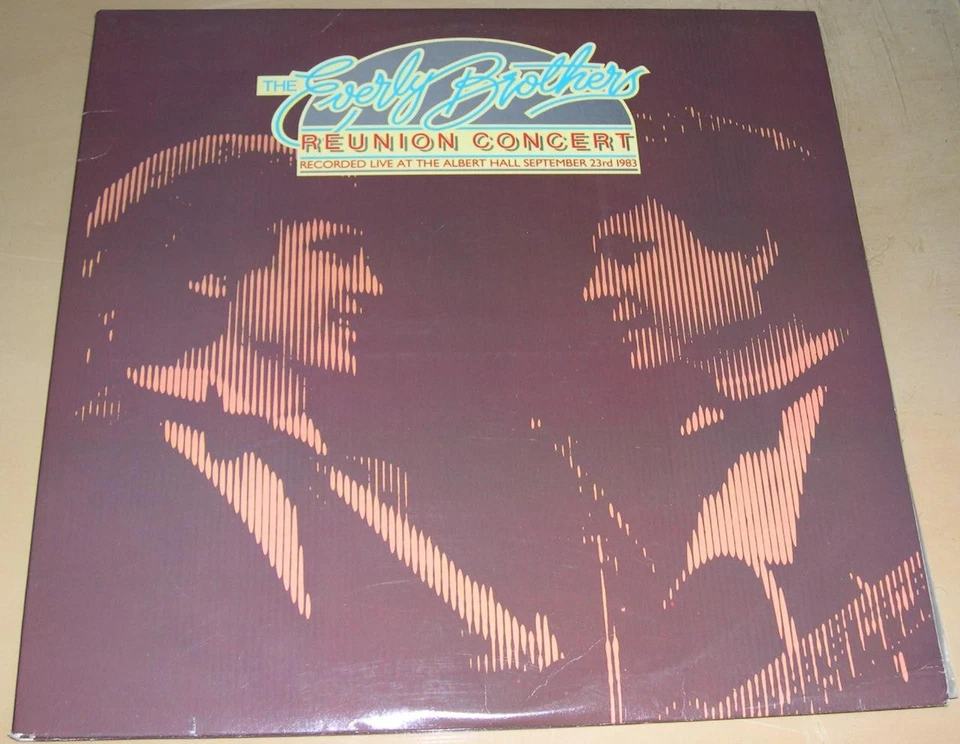 THE Everly Brothers
REUNION CONCERT
RECORDED LIVE AT THE ALBERT HALL SEPTEMBER 23rd 1983